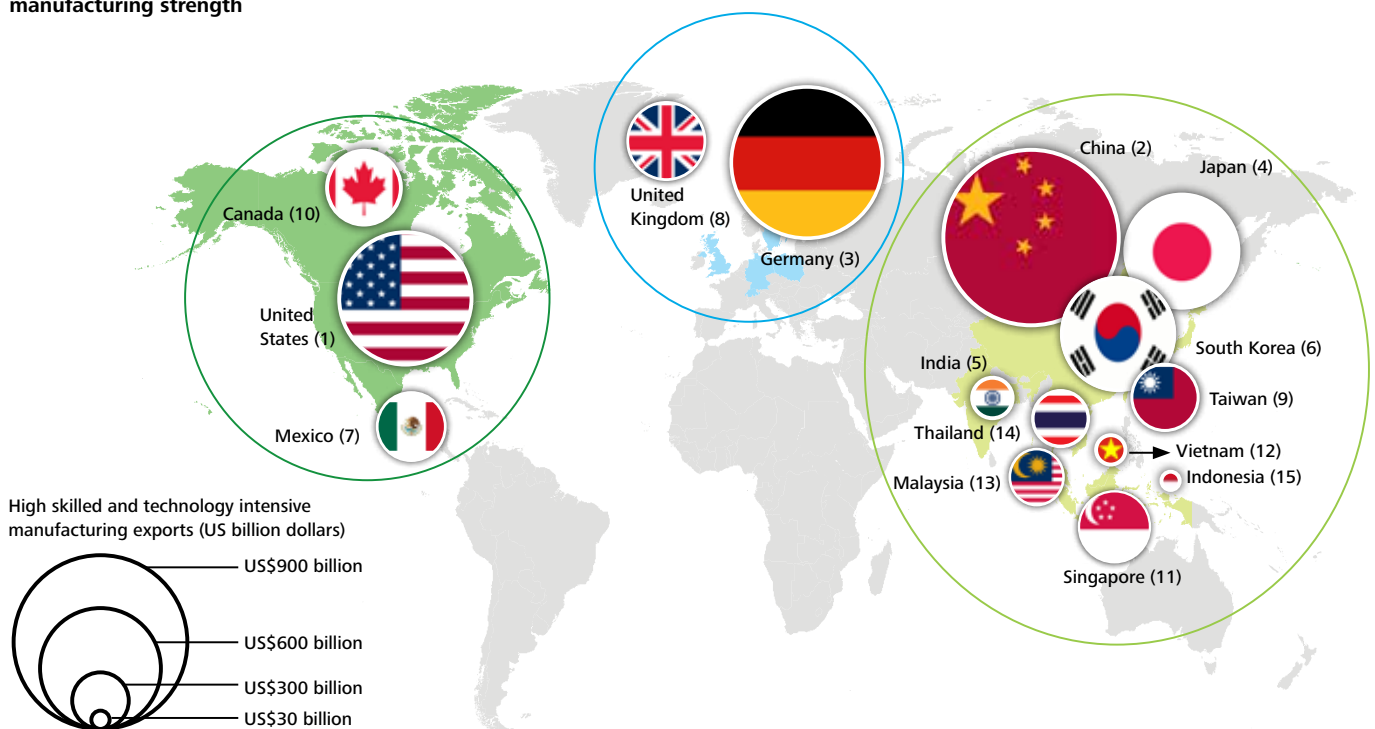 manufacturing strength
China (2)
Japan (4)
United
Kingdom (8)
Canada (10)
Germany (3)
United
States (1)
South Korea (6)
India (5)
Taiwan (9)
Mexico (7)
Thailand (14)
Vietnam (12)
Malaysia (13)
Indonesia (15)
Singapore (11)
High skilled and technology intensive
manufacturing exports (US billion dollars)
US$900 billion
US$600 billion
US$300 billion
US$30 billion